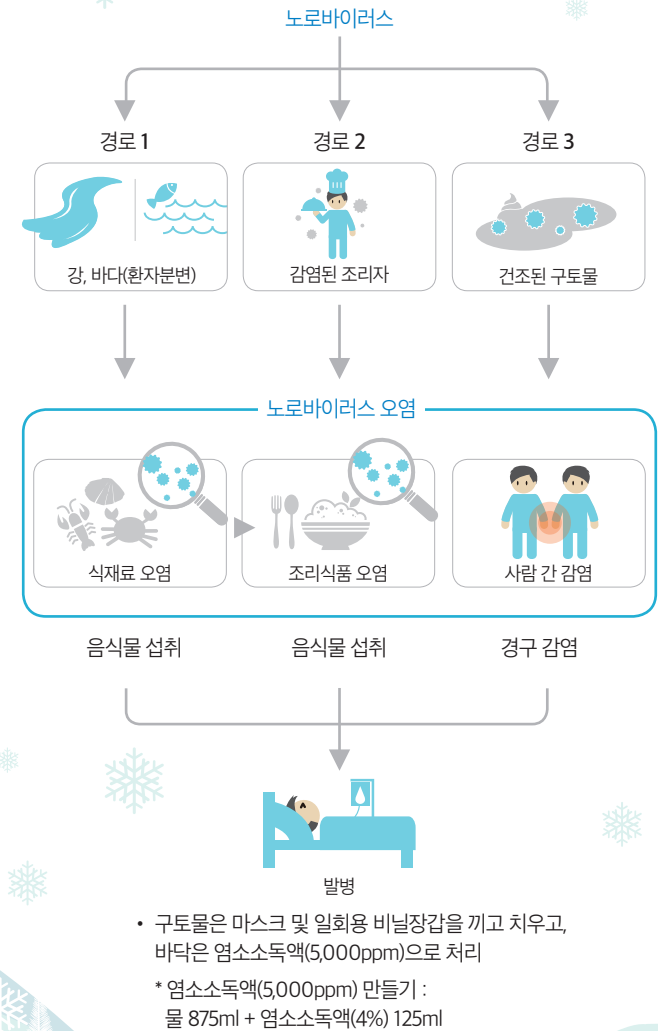 노로바이러스
경로 1
경로 2
경로 3
강, 바다(환자분변)
감염된 조리자
건조된 구토물
노로바이러스 오염
식재료 오염
조리식품 오염
사람 간 감염
음식물 섭취
음식물 섭취
경구 감염
발병
• 구토물은 마스크 및 일회용 비닐장갑을 끼고 치우고,
바닥은 염소소독액(5,000ppm)으로 처리
* 염소소독액(5,000ppm) 만들기 :
물 875ml + 염소소독액(4%) 125ml